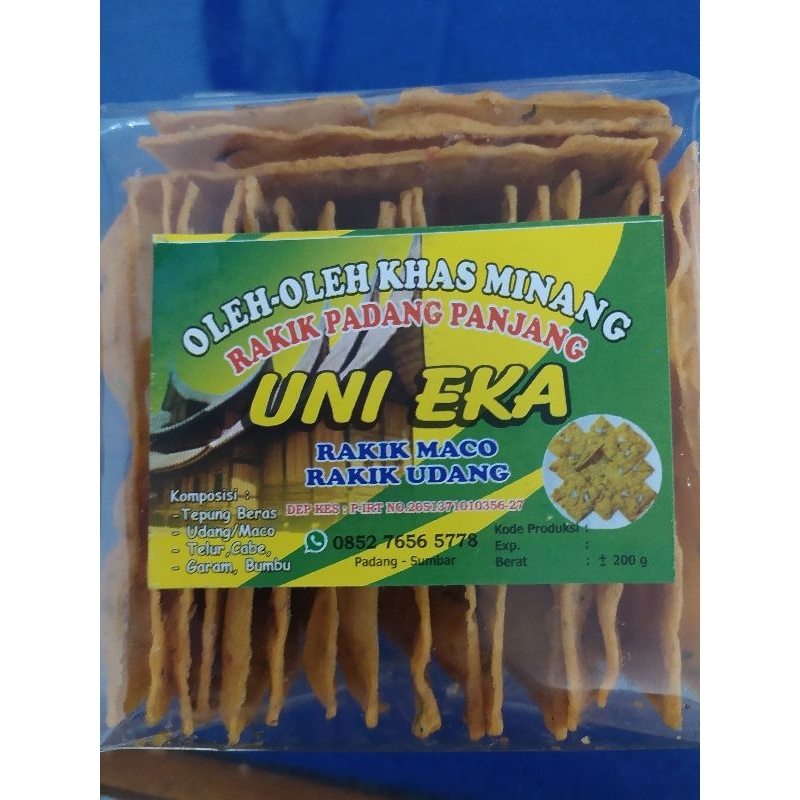 OLEH-OLEH KHAS MINANG
RAKIK PADANG PANJANG
UNI EKA
RAKIK MACO
RAKIK UDANG
Komposisi :
-Tepung Beras
- Udang/Maco
- Telur,Cabe,
- Garam, Bumbu
DEP KES : P-IRT NO.2051371010356-27
0852 7656 5778
Padang - Sumbar
Kode Produksi :
Exp. :
Berat : ± 200 g